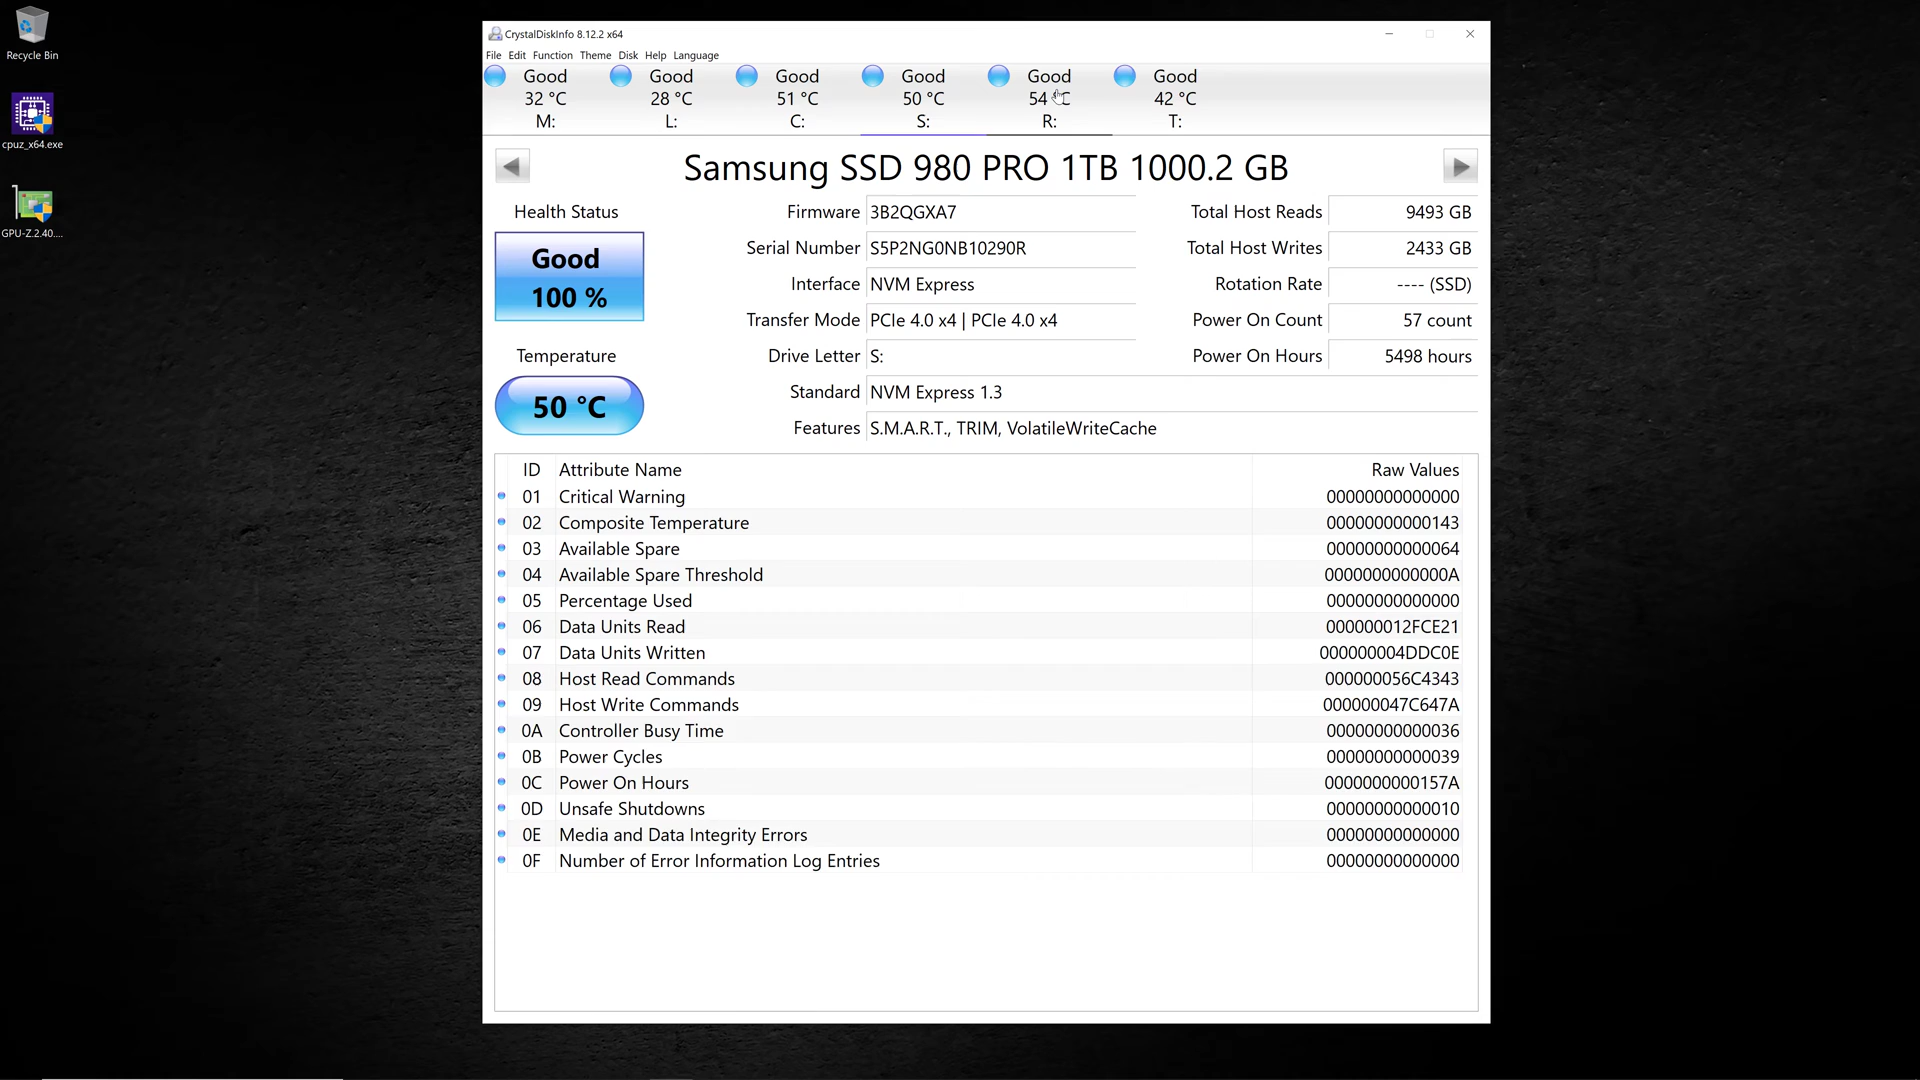 Recycle Bin
cpuz_x64.exe
GPU-Z.2.40....
CrystalDiskInfo 8.12.2 x64
File Edit Function Theme Disk Help Language
Good Good Good Good Good Good
32 °C 28 °C 51 °C 50 °C 54 °C 42 °C
M: L: C: S: R: T:
Samsung SSD 980 PRO 1TB 1000.2 GB
Health Status
Good
100 %
Temperature
50 °C
Firmware 3B2QGXA7
Serial Number S5P2NG0NB10290R
Interface NVM Express
Transfer Mode PCIe 4.0 x4 | PCIe 4.0 x4
Drive Letter S:
Standard NVM Express 1.3
Features S.M.A.R.T., TRIM, VolatileWriteCache
Total Host Reads 9493 GB
Total Host Writes 2433 GB
Rotation Rate ---- (SSD)
Power On Count 57 count
Power On Hours 5498 hours
ID Attribute Name Raw Values
01 Critical Warning 00000000000000
02 Composite Temperature 00000000000143
03 Available Spare 00000000000064
04 Available Spare Threshold 0000000000000A
05 Percentage Used 00000000000000
06 Data Units Read 000000012FCE21
07 Data Units Written 000000004DDC0E
08 Host Read Commands 000000056C4343
09 Host Write Commands 000000047C647A
0A Controller Busy Time 00000000000036
0B Power Cycles 00000000000039
0C Power On Hours 0000000000157A
0D Unsafe Shutdowns 00000000000010
0E Media and Data Integrity Errors 00000000000000
0F Number of Error Information Log Entries 00000000000000